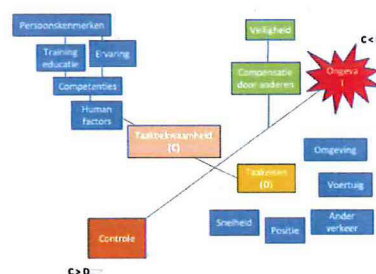 Persoonskenmerken
Training
educatie
Ervaring
Competenties
Human
factors
Taakbekwaamheid
(C)
Veiligheid
Compensatie
door anderen
C <
Ongeva
l
Taakeisen
(D)
Omgeving
Voertuig
Snelheid
Positie
Ander
verkeer
Controle
C > D